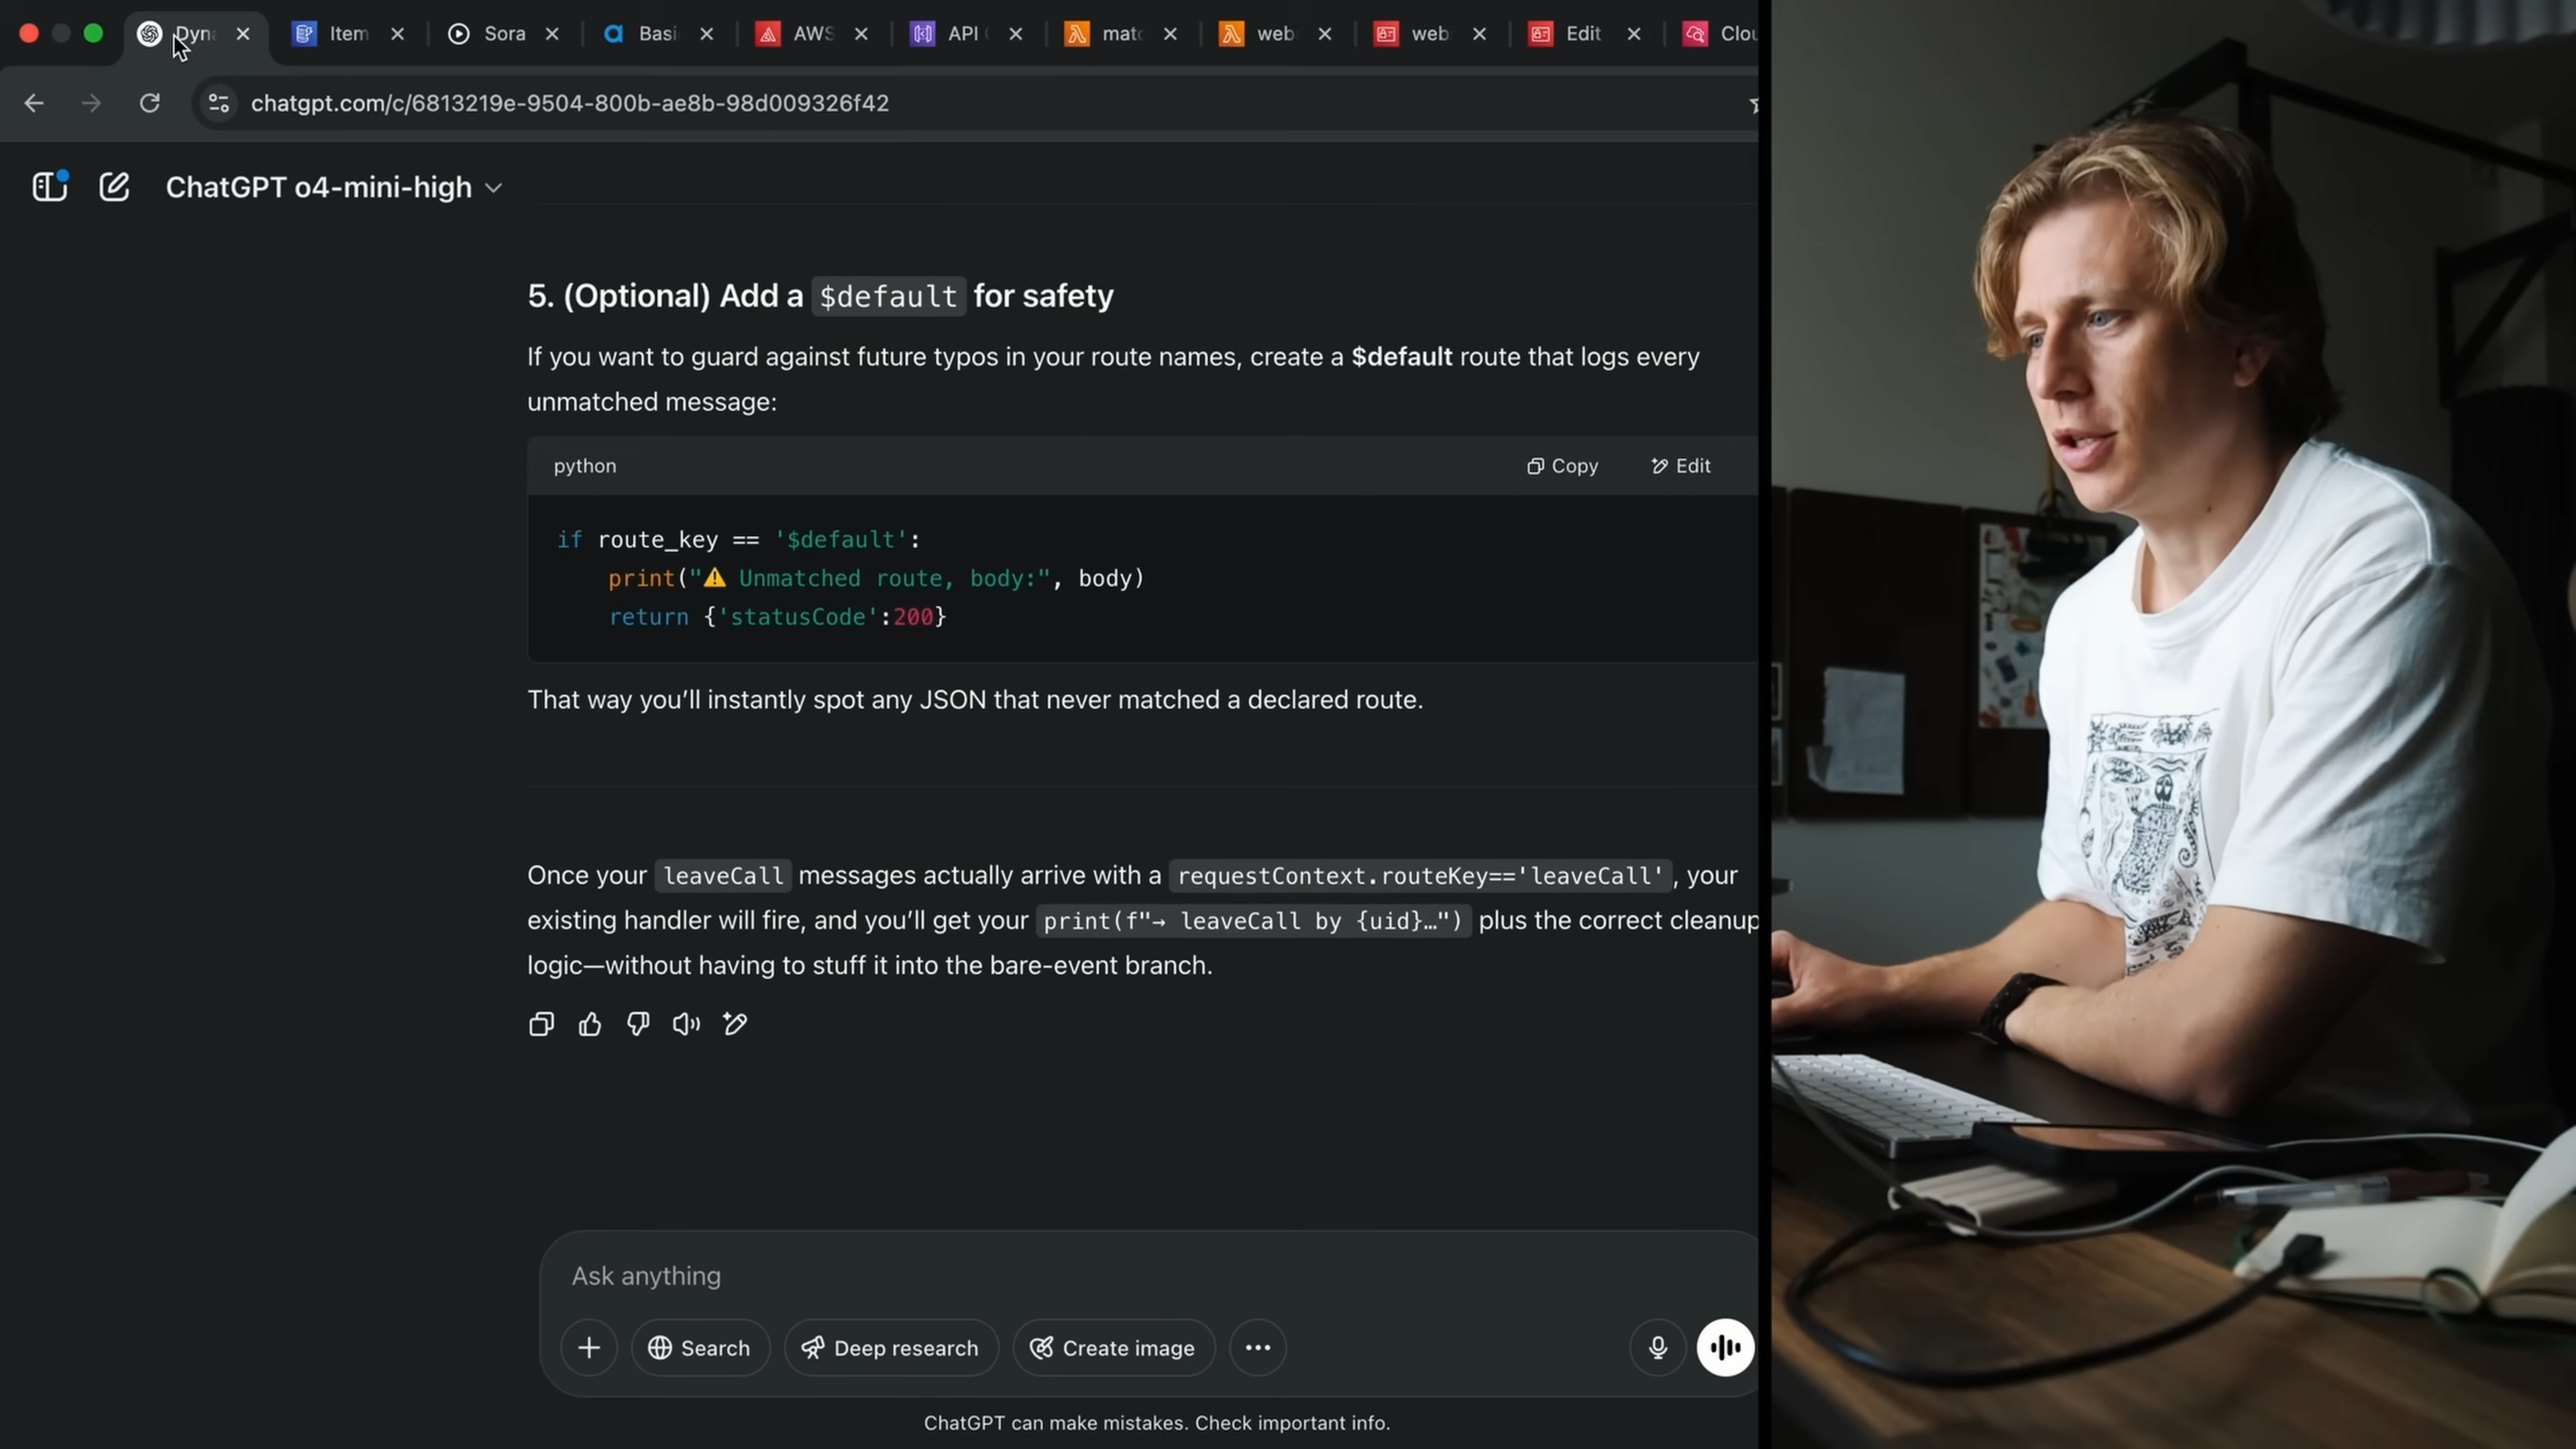 Dyna
Item
Sora
Basi
AWS
API
mat
web
web
Edit
Clou
chatgpt.com/c/6813219e-9504-800b-ae8b-98d009326f42
ChatGPT o4-mini-high
5. (Optional) Add a $default for safety
If you want to guard against future typos in your route names, create a $default route that logs every
unmatched message:
python
Copy
Edit
if route_key == '$default':
print("⚠️ Unmatched route, body:", body)
return {'statusCode':200}
That way you’ll instantly spot any JSON that never matched a declared route.
Once your leaveCall messages actually arrive with a requestContext.routeKey=='leaveCall', your
existing handler will fire, and you’ll get your print(f"→ leaveCall by {uid}…") plus the correct cleanup
logic—without having to stuff it into the bare-event branch.
Ask anything
Search
Deep research
Create image
ChatGPT can make mistakes. Check important info.